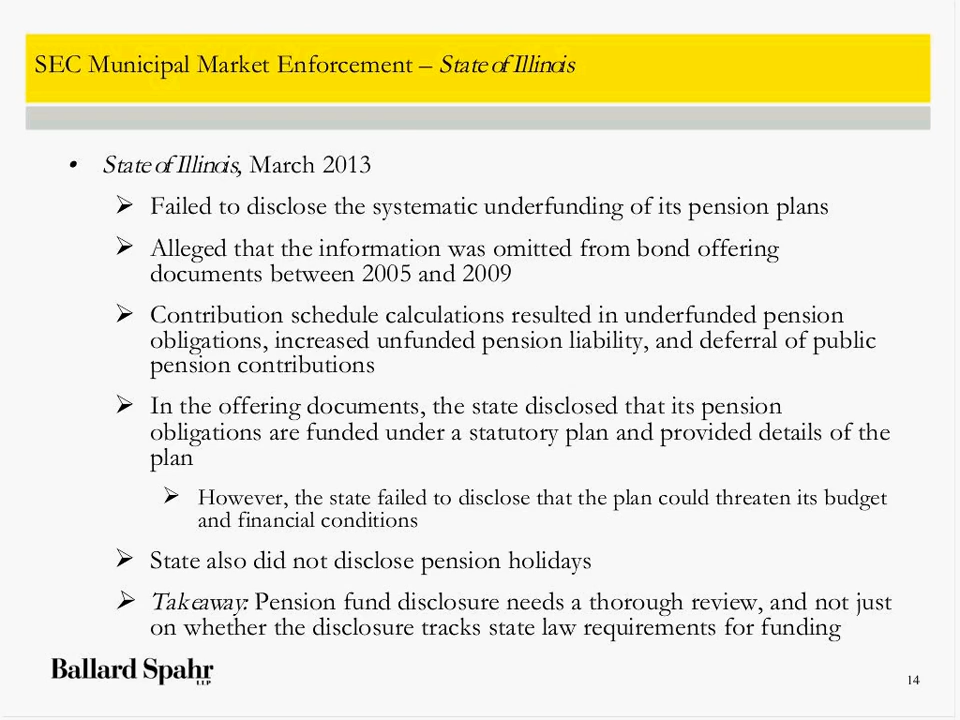 SEC Municipal Market Enforcement – State of Illinois
• State of Illinois, March 2013
➢ Failed to disclose the systematic underfunding of its pension plans
➢ Alleged that the information was omitted from bond offering
documents between 2005 and 2009
➢ Contribution schedule calculations resulted in underfunded pension
obligations, increased unfunded pension liability, and deferral of public
pension contributions
➢ In the offering documents, the state disclosed that its pension
obligations are funded under a statutory plan and provided details of the
plan
➢ However, the state failed to disclose that the plan could threaten its budget
and financial conditions
➢ State also did not disclose pension holidays
➢ Takeaway: Pension fund disclosure needs a thorough review, and not just
on whether the disclosure tracks state law requirements for funding
Ballard Spahr
LLP
14